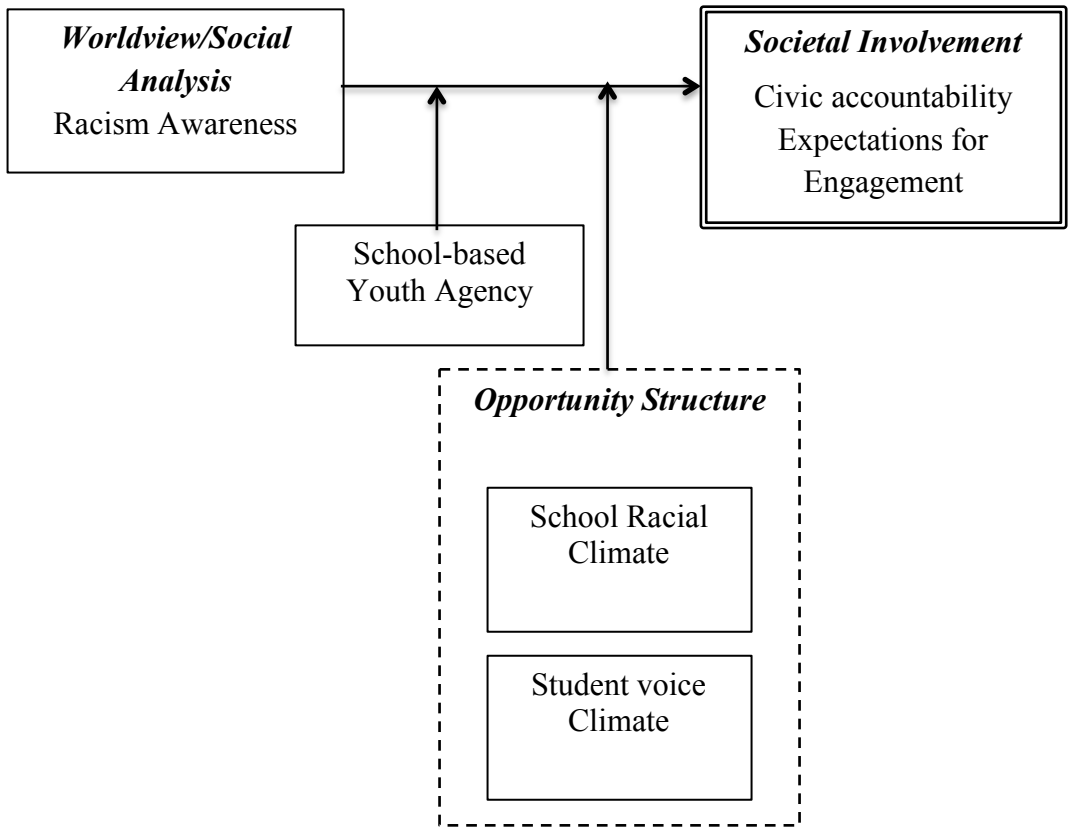 Worldview/Social
Analysis
Racism Awareness
Societal Involvement
Civic accountability
Expectations for
Engagement
School-based
Youth Agency
Opportunity Structure
School Racial
Climate
Student voice
Climate